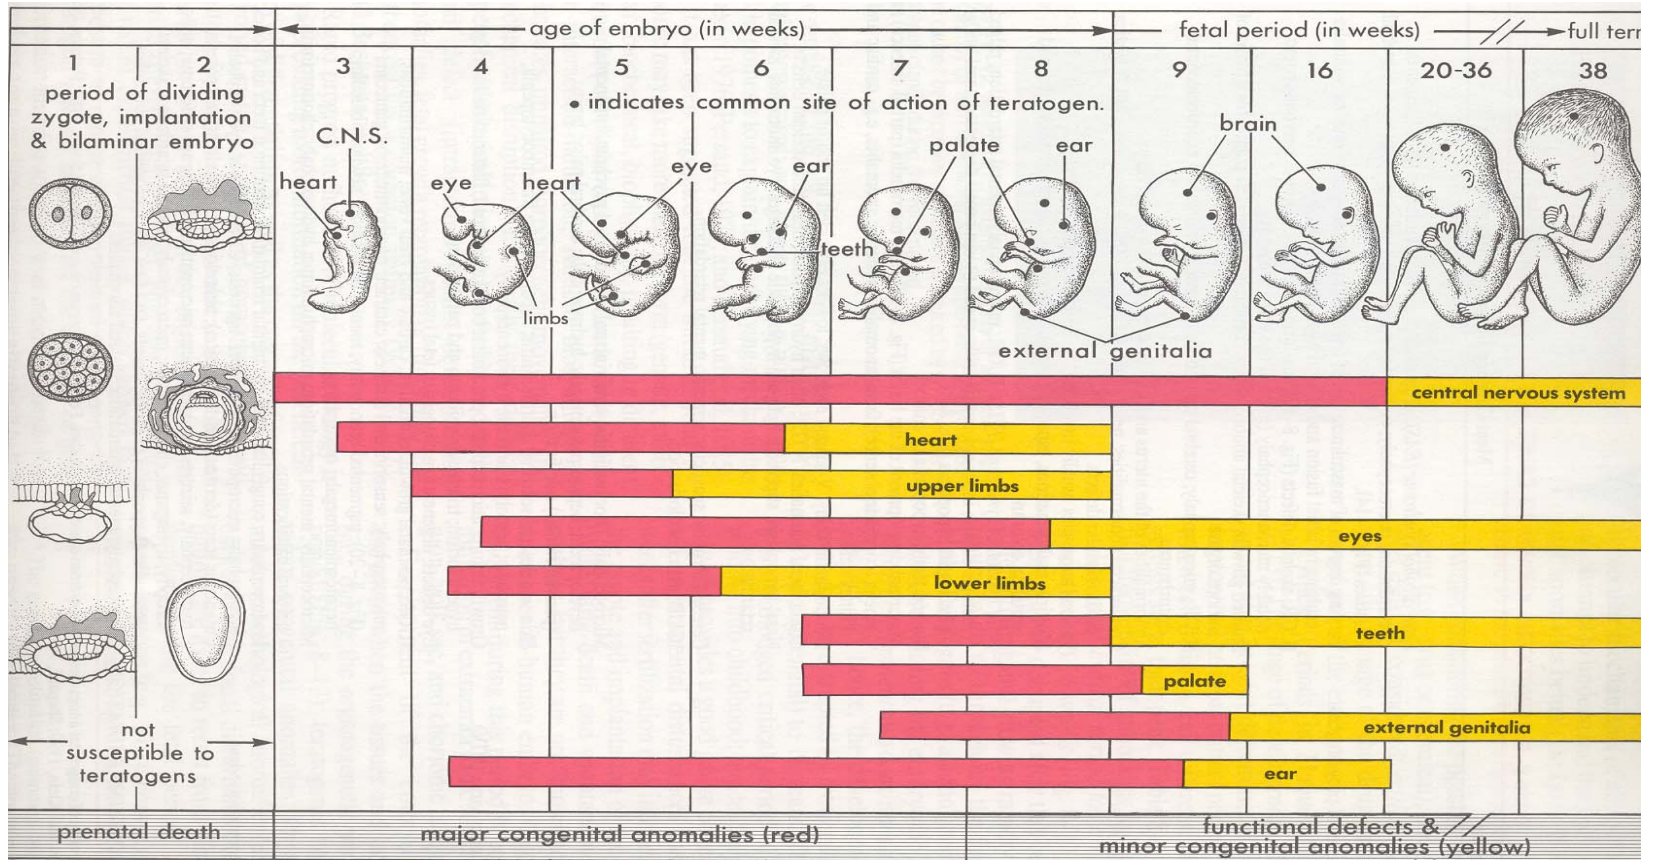 age of embryo (in weeks)
fetal period (in weeks)
full terr
1
2
3
4
5
6
7
8
9
16
20-36
38
period of dividing
zygote, implantation
& bilaminar embryo
• indicates common site of action of teratogen.
C.N.S.
heart
eye
heart
limbs
eye
ear
teeth
palate
ear
brain
external genitalia
central nervous system
heart
upper limbs
eyes
lower limbs
teeth
palate
external genitalia
ear
not
susceptible to
teratogens
prenatal death
major congenital anomalies (red)
functional defects &
minor congenital anomalies (yellow)